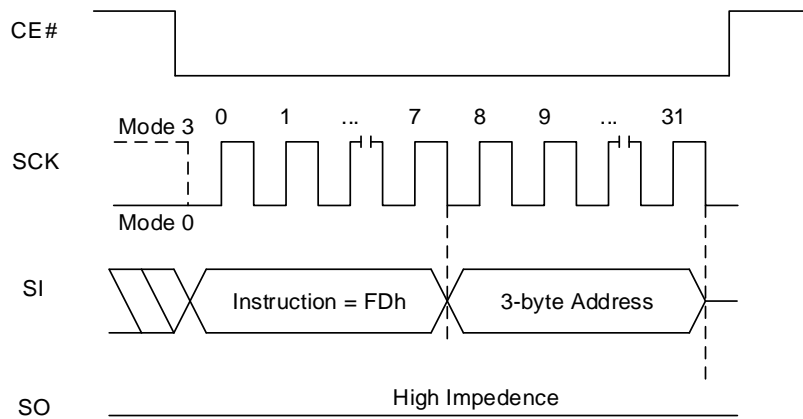 CE#
0 1 ... 7 8 9 ... 31
Mode 3
SCK
Mode 0
SI
Instruction = FDh
3-byte Address
High Impedence
SO